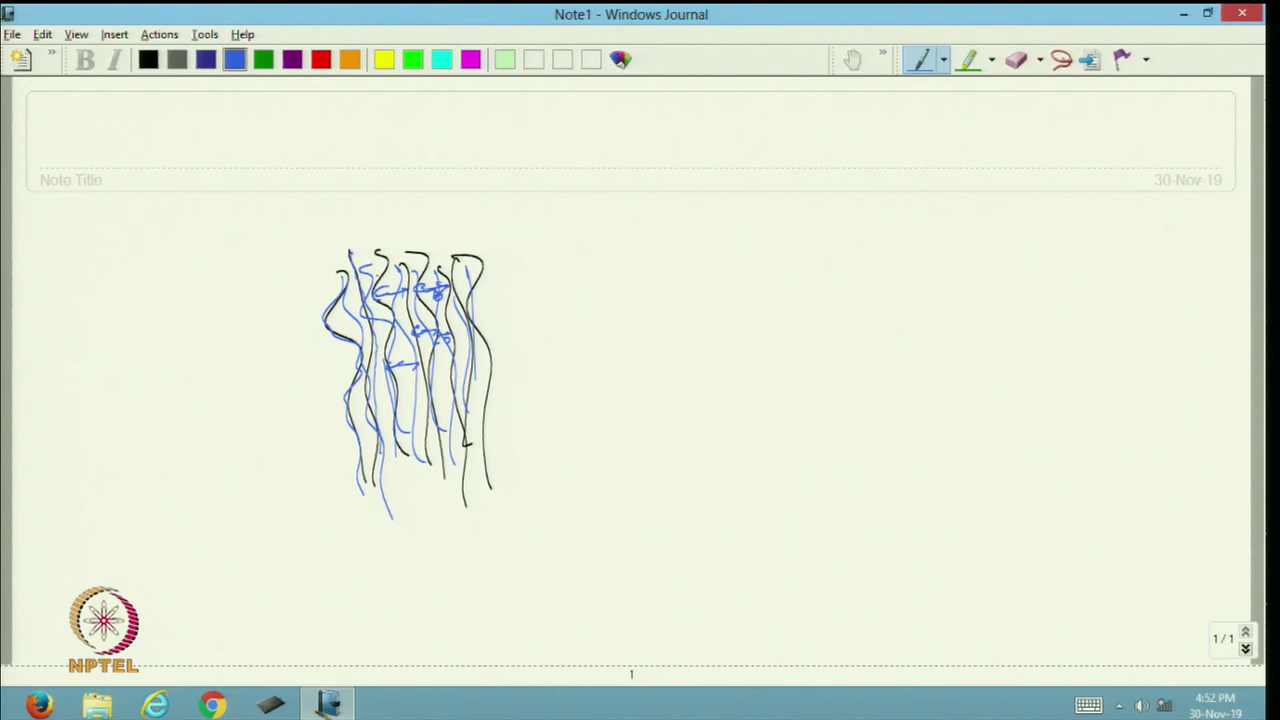 Note1 - Windows Journal
File Edit View Insert Actions Tools Help
B I
Note Title
30-Nov-19
NPTEL
1 / 1
1
4:52 PM
30-Nov-19